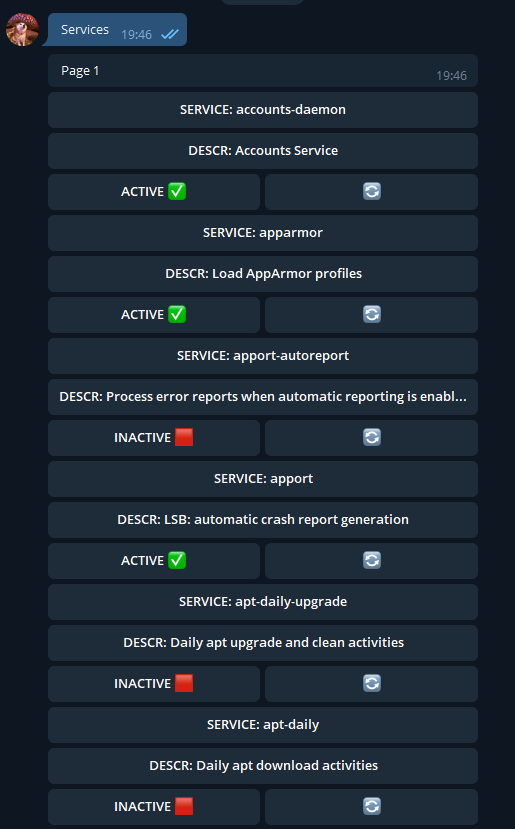 Services 19:46
Page 1 19:46
SERVICE: accounts-daemon
DESCR: Accounts Service
ACTIVE ✅ 🔄
SERVICE: apparmor
DESCR: Load AppArmor profiles
ACTIVE ✅ 🔄
SERVICE: apport-autoreport
DESCR: Process error reports when automatic reporting is enabl...
INACTIVE 🟥 🔄
SERVICE: apport
DESCR: LSB: automatic crash report generation
ACTIVE ✅ 🔄
SERVICE: apt-daily-upgrade
DESCR: Daily apt upgrade and clean activities
INACTIVE 🟥 🔄
SERVICE: apt-daily
DESCR: Daily apt download activities
INACTIVE 🟥 🔄